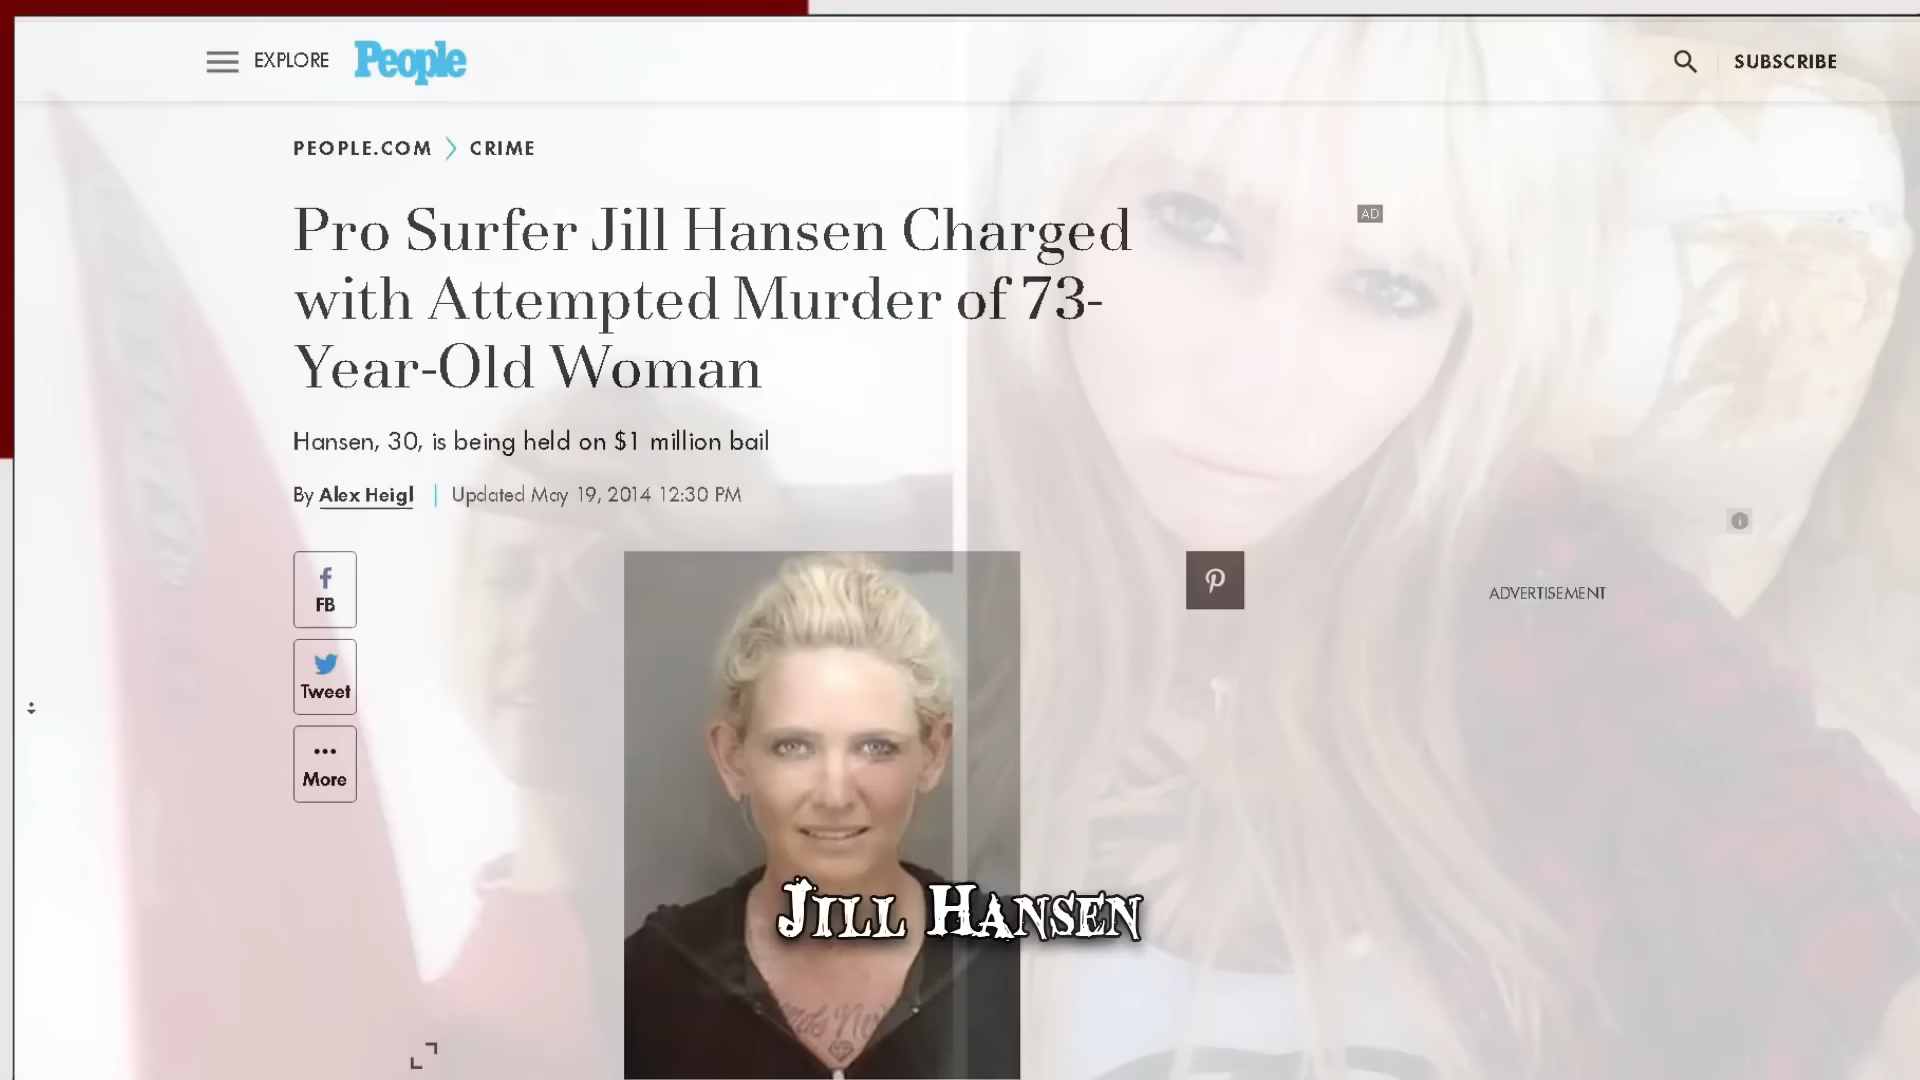 EXPLORE People SUBSCRIBE
PEOPLE.COM > CRIME
Pro Surfer Jill Hansen Charged
with Attempted Murder of 73-
Year-Old Woman
AD
Hansen, 30, is being held on $1 million bail
By Alex Heigl | Updated May 19, 2014 12:30 PM
FB
Tweet
More
ADVERTISEMENT
JILL HANSEN